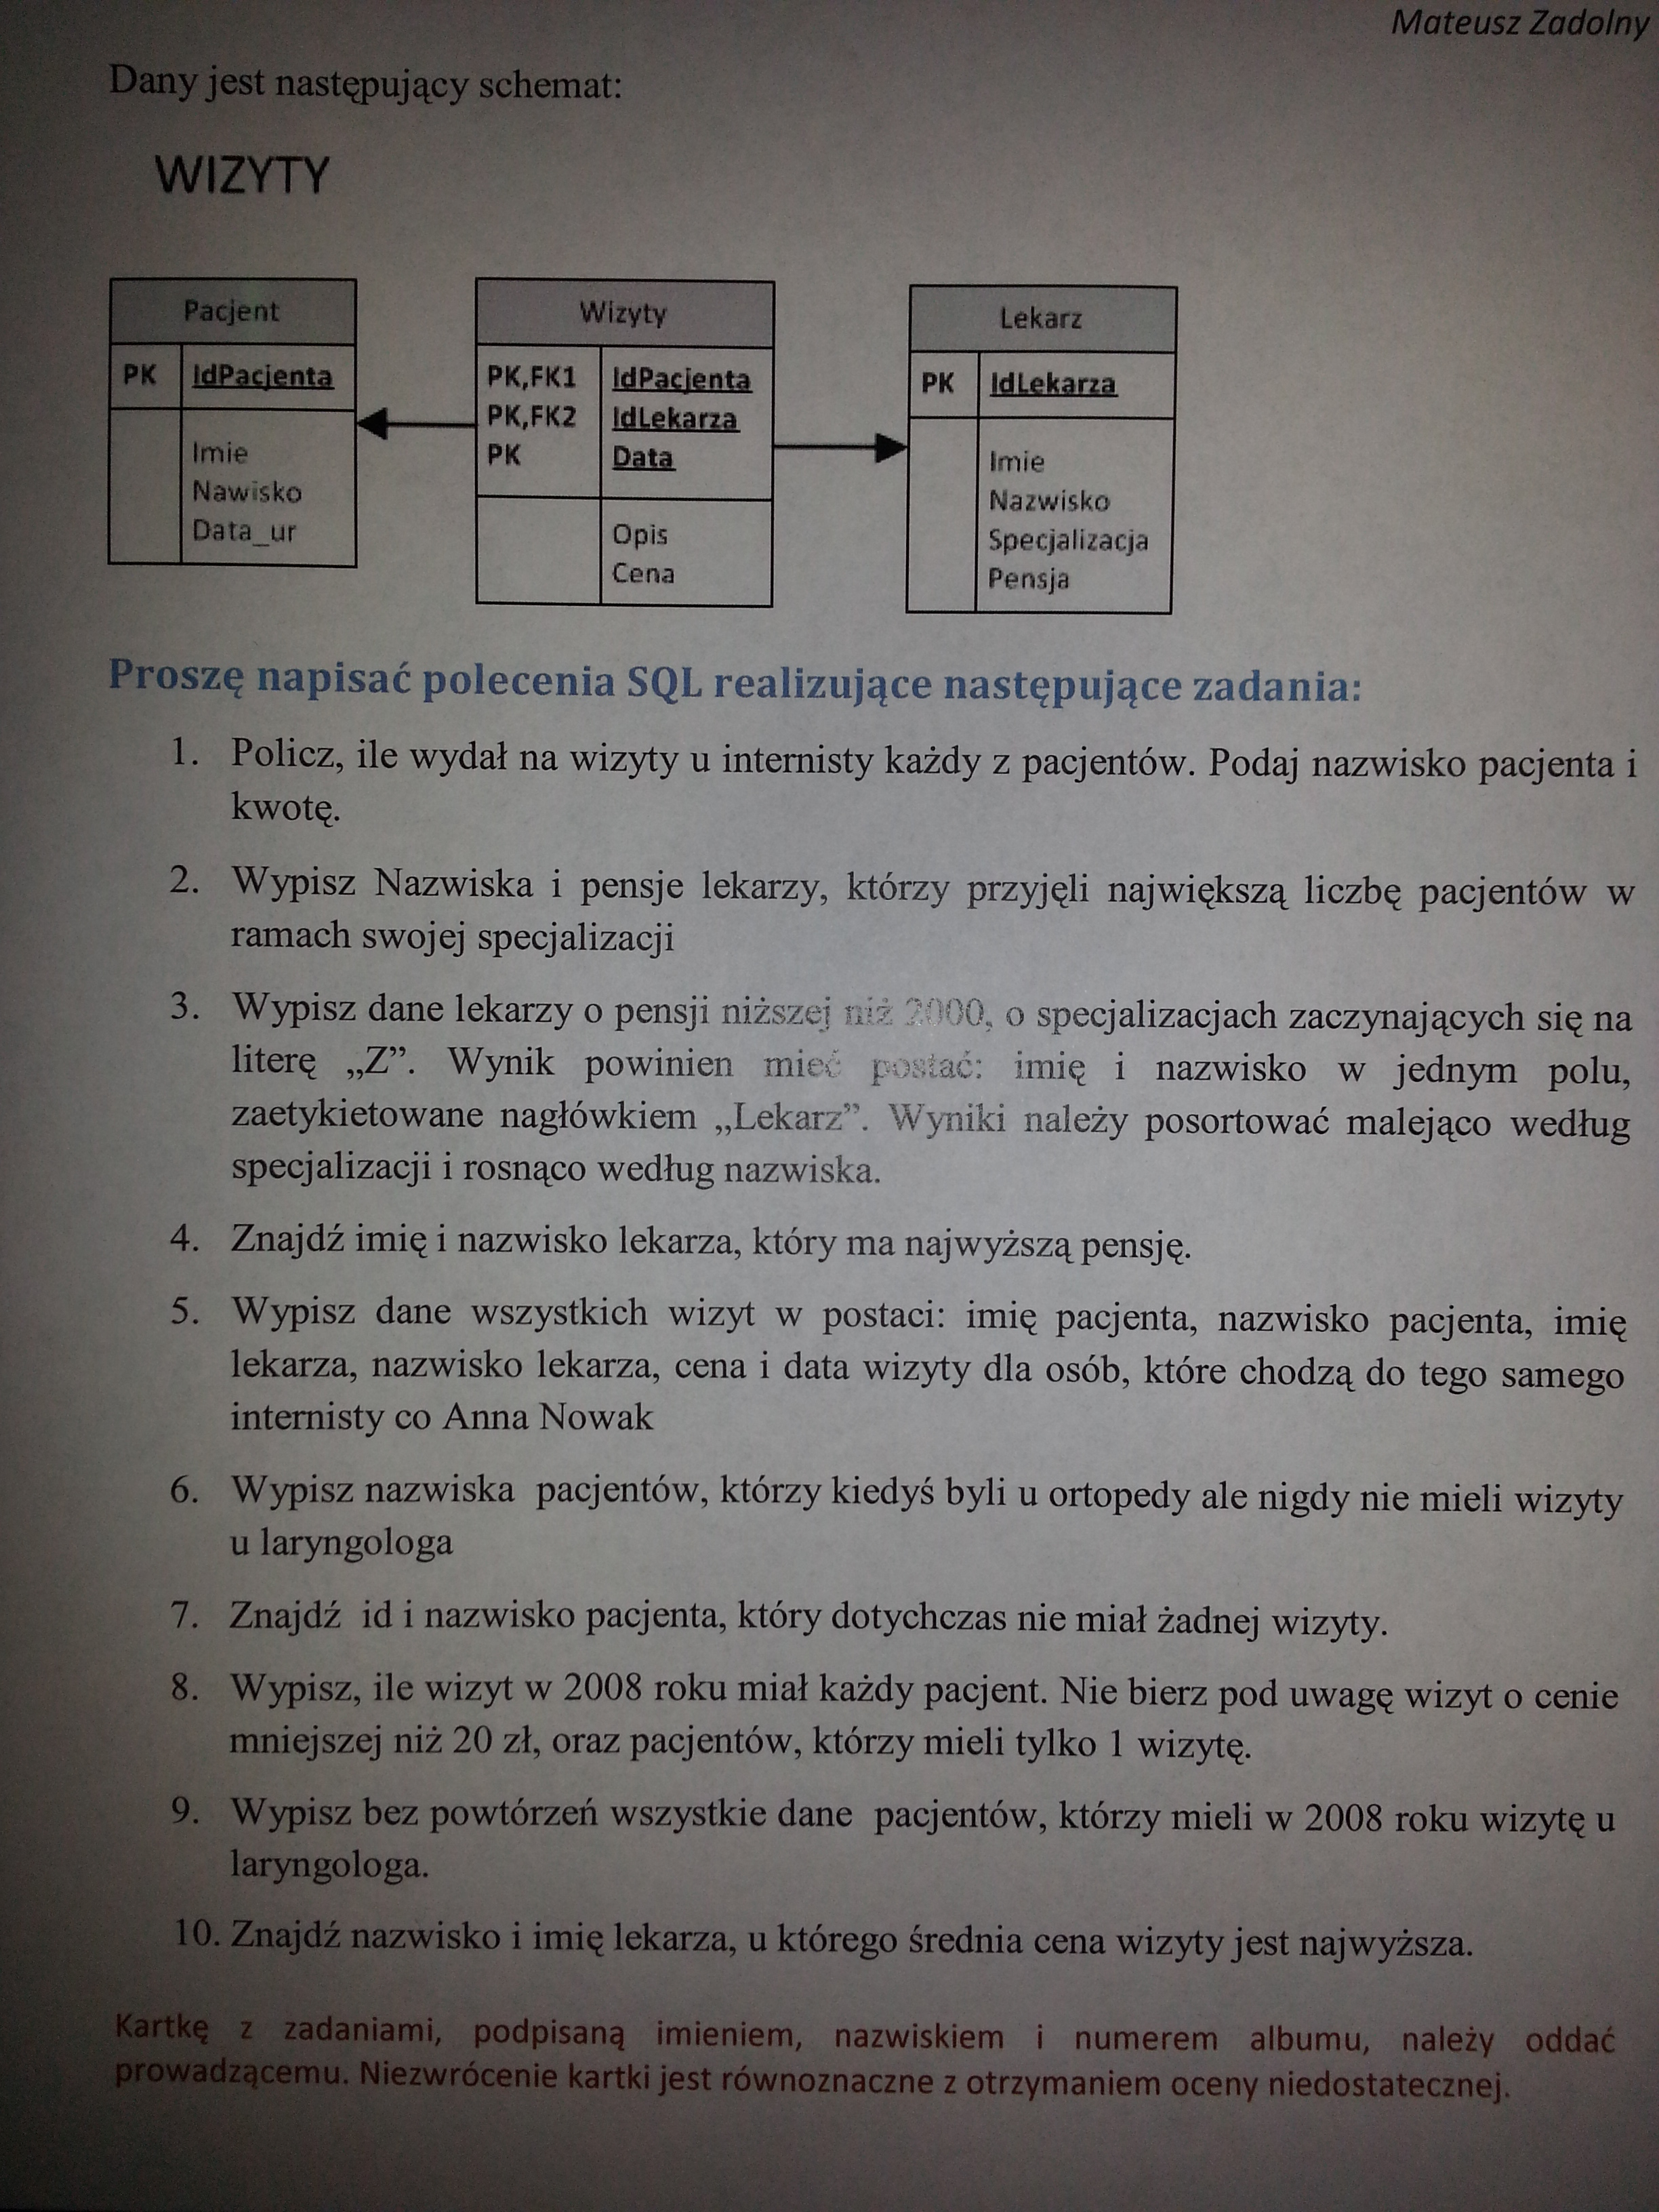 Mateusz Zadolny
Dany jest następujący schemat:
WIZYTY
Pacjent
PK IdPacjenta
Imie
Nawisko
Data_ur
Wizyty
PK,FK1 IdPacjenta
PK,FK2 IdLekarza
PK Data
Opis
Cena
Lekarz
PK IdLekarza
Imie
Nazwisko
Specjalizacja
Pensja
Proszę napisać polecenia SQL realizujące następujące zadania:
1. Policz, ile wydał na wizyty u internisty każdy z pacjentów. Podaj nazwisko pacjenta i
kwotę.
2. Wypisz Nazwiska i pensje lekarzy, którzy przyjęli największą liczbę pacjentów w
ramach swojej specjalizacji
3. Wypisz dane lekarzy o pensji niższej niż 2000, o specjalizacjach zaczynających się na
literę „Z”. Wynik powinien mieć postać: imię i nazwisko w jednym polu,
zaetykietowane nagłówkiem „Lekarz”. Wyniki należy posortować malejąco według
specjalizacji i rosnąco według nazwiska.
4. Znajdź imię i nazwisko lekarza, który ma najwyższą pensję.
5. Wypisz dane wszystkich wizyt w postaci: imię pacjenta, nazwisko pacjenta, imię
lekarza, nazwisko lekarza, cena i data wizyty dla osób, które chodzą do tego samego
internisty co Anna Nowak
6. Wypisz nazwiska pacjentów, którzy kiedyś byli u ortopedy ale nigdy nie mieli wizyty
u laryngologa
7. Znajdź id i nazwisko pacjenta, który dotychczas nie miał żadnej wizyty.
8. Wypisz, ile wizyt w 2008 roku miał każdy pacjent. Nie bierz pod uwagę wizyt o cenie
mniejszej niż 20 zł, oraz pacjentów, którzy mieli tylko 1 wizytę.
9. Wypisz bez powtórzeń wszystkie dane pacjentów, którzy mieli w 2008 roku wizytę u
laryngologa.
10. Znajdź nazwisko i imię lekarza, u którego średnia cena wizyty jest najwyższa.
Kartkę z zadaniami, podpisaną imieniem, nazwiskiem i numerem albumu, należy oddać
prowadzącemu. Niezwrócenie kartki jest równoznaczne z otrzymaniem oceny niedostatecznej.